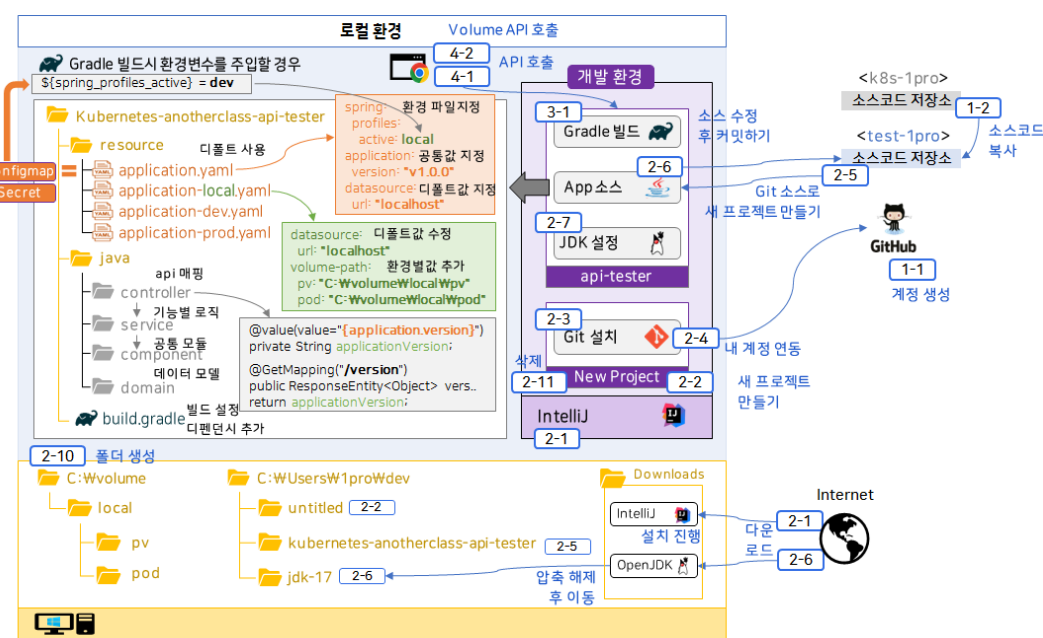 로컬 환경
Volume API 호출
4-2
API 호출
4-1
Gradle 빌드시 환경변수를 주입할 경우
${spring_profiles_active} = dev
onfigmap
Secret
Kubernetes-anotherclass-api-tester
resource
디폴트 사용
application.yaml
application-local.yaml
application-dev.yaml
application-prod.yaml
YAML
YAML
YAML
YAML
java
api 매핑
controller
기능별 로직
service
공통 모듈
component
데이터 모델
domain
build.gradle
빌드 설정
디펜던시 추가
spring: 환경 파일지정
profiles:
active: local
application: 공통값 지정
version: "v1.0.0"
datasource: 디폴트값 지정
url: "localhost"
datasource: 디폴트값 수정
url: "localhost"
volume-path: 환경별값 추가
pv: "C:₩volume₩local₩pv"
pod: "C:₩volume₩local₩pod"
@value(value="{application.version}")
private String applicationVersion;
@GetMapping("/version")
public ResponseEntity<Object> vers..
return applicationVersion;
개발 환경
3-1
Gradle 빌드
2-6
App 소스
2-7
JDK 설정
api-tester
2-3
Git 설치
2-4
삭제
2-11
New Project
2-2
IntelliJ
2-1
소스 수정
후 커밋하기
2-5
Git 소스로
새 프로젝트 만들기
내 계정 연동
새 프로젝트
만들기
<k8s-1pro>
소스코드 저장소
1-2
<test-1pro>
소스코드 저장소
소스코드
복사
GitHub
1-1
계정 생성
2-10
폴더 생성
C:₩volume
local
pv
pod
C:₩Users₩1pro₩dev
untitled
2-2
kubernetes-anotherclass-api-tester
2-5
jdk-17
2-6
압축 해제
후 이동
Downloads
IntelliJ
설치 진행
OpenJDK
Internet
2-1
다운
로드
2-6